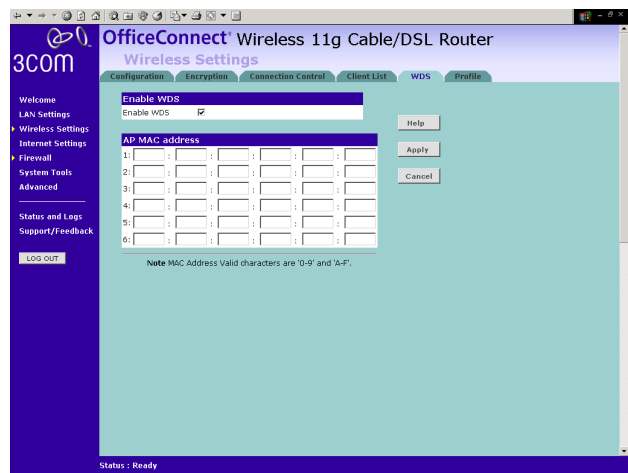 3COM
OfficeConnect® Wireless 11g Cable/DSL Router
Wireless Settings
Configuration Encryption Connection Control Client List WDS Profile
Welcome
LAN Settings
Wireless Settings
Internet Settings
Firewall
System Tools
Advanced
Status and Logs
Support/Feedback
LOG OUT
Enable WDS
Enable WDS
AP MAC address
1: : : : : :
2: : : : : :
3: : : : : :
4: : : : : :
5: : : : : :
6: : : : : :
Note MAC Address Valid characters are '0-9' and 'A-F'.
Help
Apply
Cancel
Status : Ready